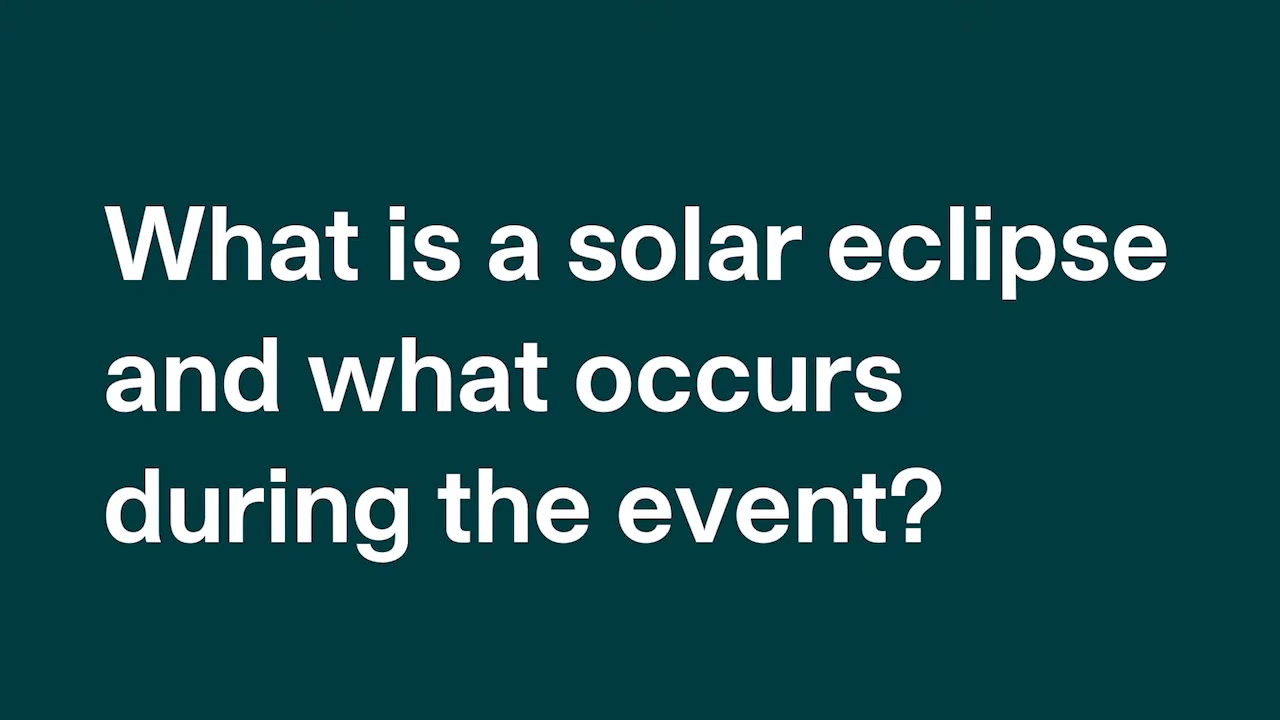 What is a solar eclipse
and what occurs
during the event?